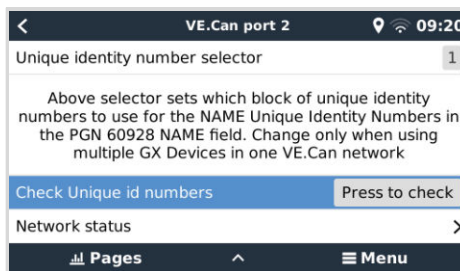 VE.Can port 2 09:20
Unique identity number selector 1
Above selector sets which block of unique identity
numbers to use for the NAME Unique Identity Numbers in
the PGN 60928 NAME field. Change only when using
multiple GX Devices in one VE.Can network
Check Unique id numbers Press to check
Network status
Pages Menu